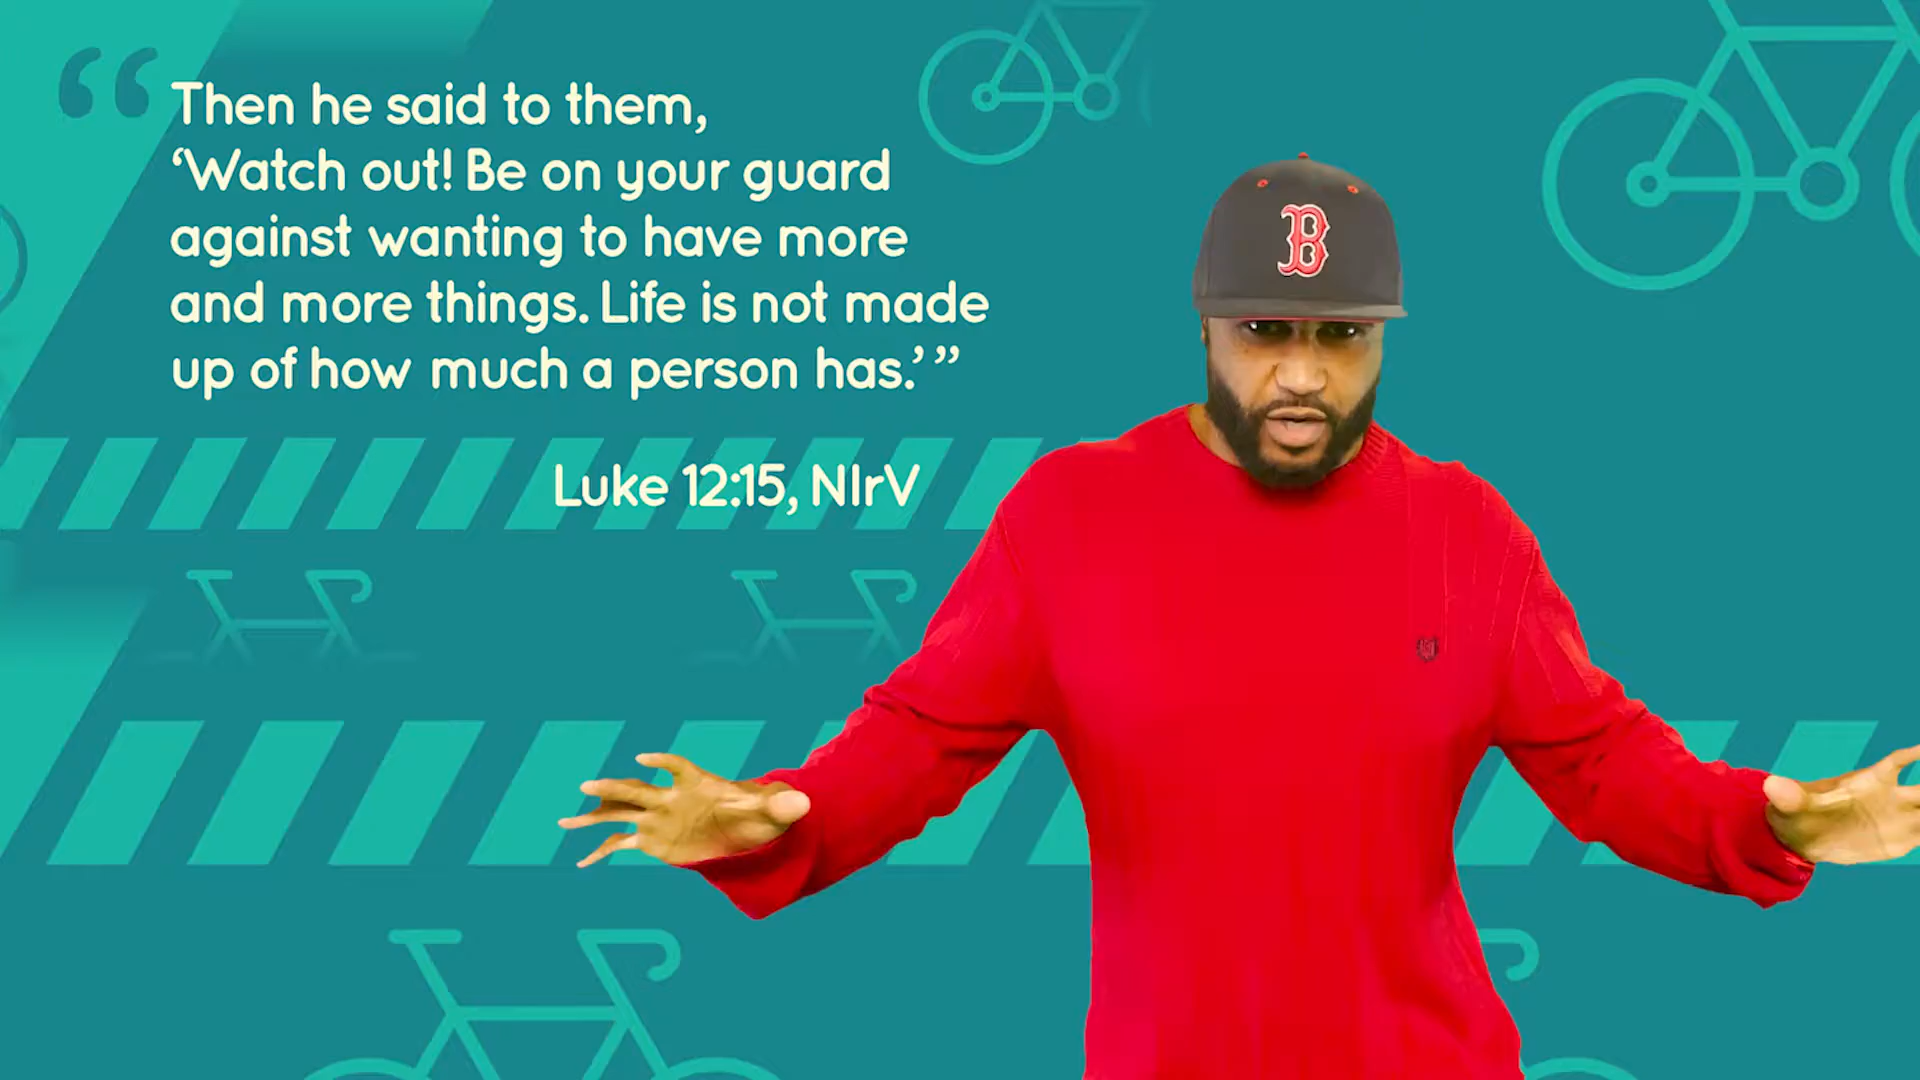 “Then he said to them,
‘Watch out! Be on your guard
against wanting to have more
and more things. Life is not made
up of how much a person has.’ ”
Luke 12:15, NIrV
B